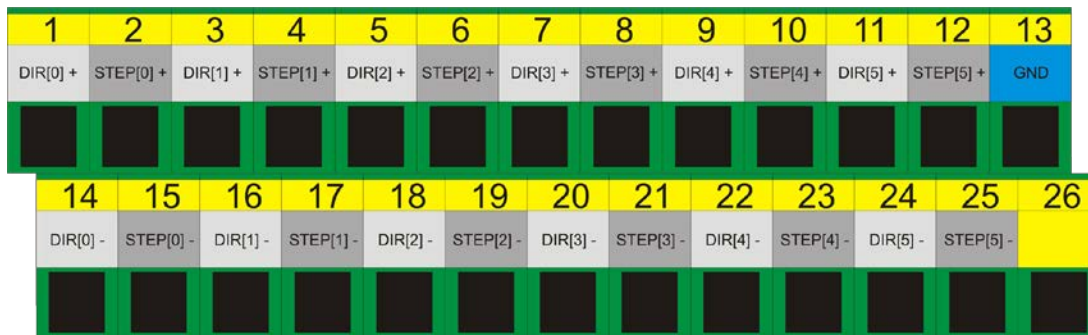 1 2 3 4 5 6 7 8 9 10 11 12 13
DIR[0] + STEP[0] + DIR[1] + STEP[1] + DIR[2] + STEP[2] + DIR[3] + STEP[3] + DIR[4] + STEP[4] + DIR[5] + STEP[5] + GND
14 15 16 17 18 19 20 21 22 23 24 25 26
DIR[0] - STEP[0] - DIR[1] - STEP[1] - DIR[2] - STEP[2] - DIR[3] - STEP[3] - DIR[4] - STEP[4] - DIR[5] - STEP[5] -